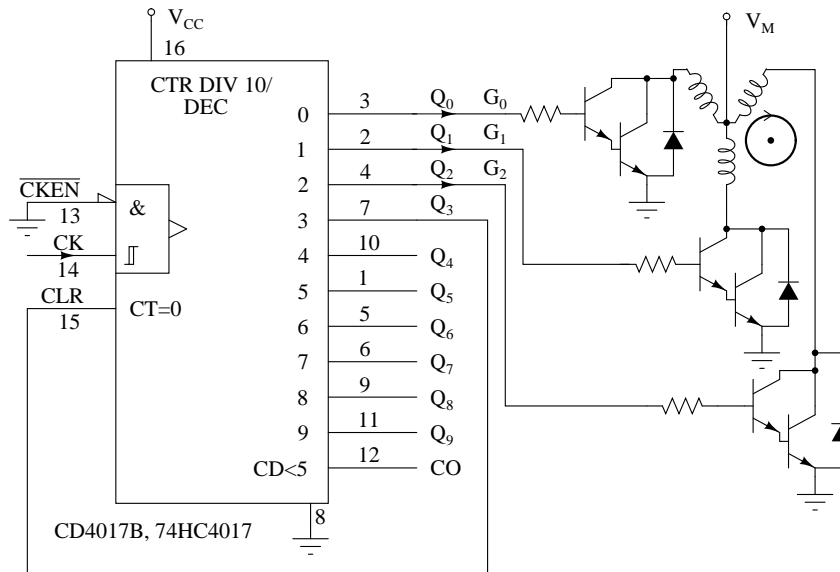 V_CC
V_M
16
CTR DIV 10/
DEC
0 3 Q_0 G_0
1 2 Q_1 G_1
2 4 Q_2 G_2
C̅K̅E̅N̅
13
&
3 7 Q_3
CK
14
4 10 Q_4
CLR
15
CT=0
5 1 Q_5
6 5 Q_6
7 6 Q_7
8 9 Q_8
9 11 Q_9
CD<5 12 CO
8
CD4017B, 74HC4017